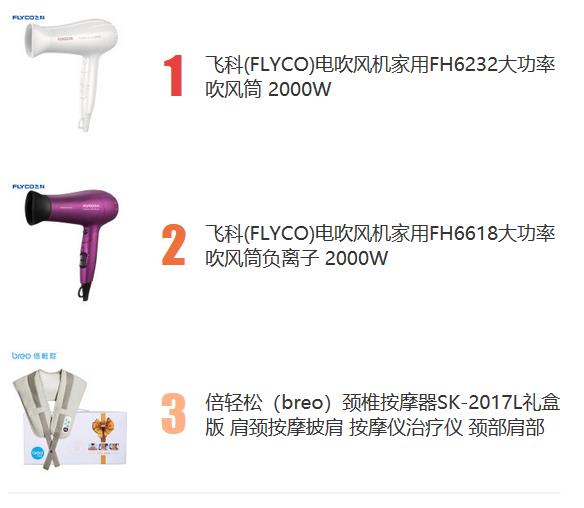 FLYCO飞科
1
飞科(FLYCO)电吹风机家用FH6232大功率
吹风筒 2000W
FLYCO飞科
2
飞科(FLYCO)电吹风机家用FH6618大功率
吹风筒负离子 2000W
breo 倍轻松
3
倍轻松（breo）颈椎按摩器SK-2017L礼盒
版 肩颈按摩披肩 按摩仪治疗仪 颈部肩部
breo